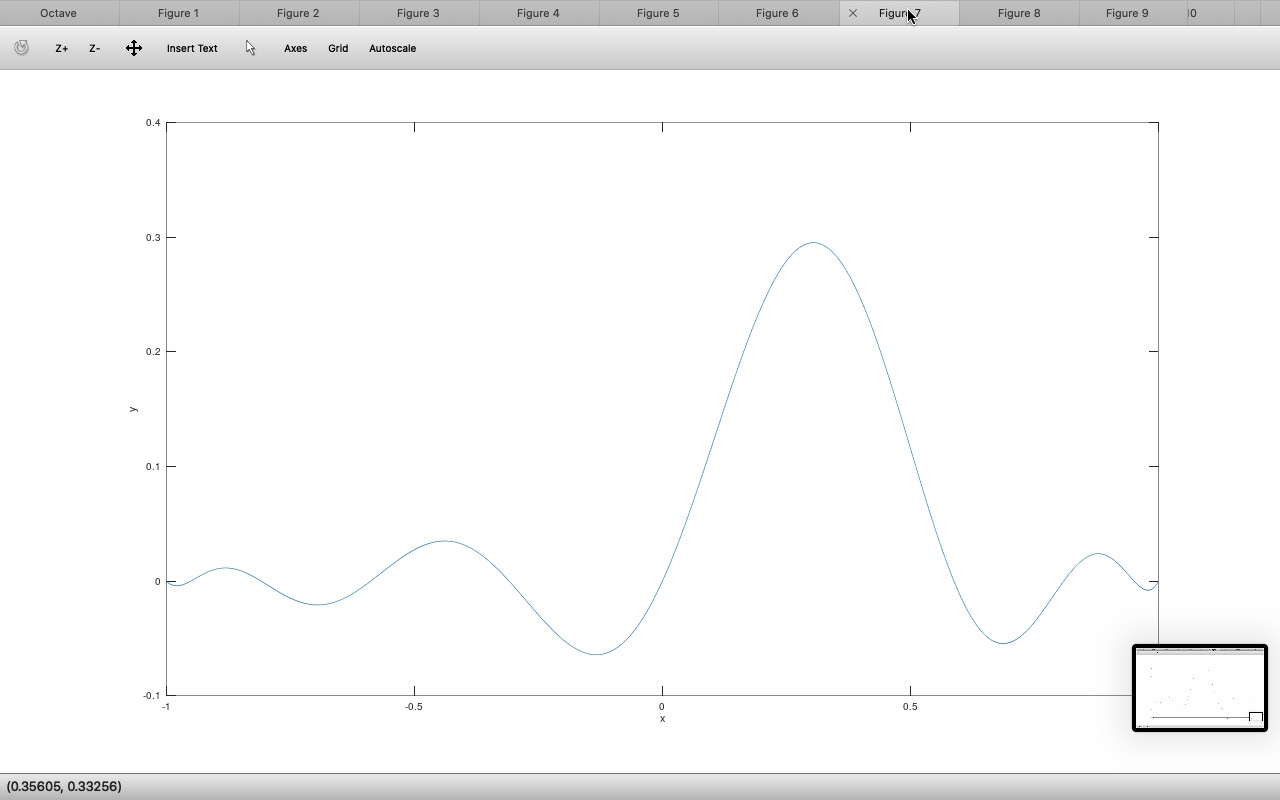 Octave Figure 1 Figure 2 Figure 3 Figure 4 Figure 5 Figure 6 Figure 7 Figure 8 Figure 9 10
Z+ Z- Insert Text Axes Grid Autoscale
0.4
0.3
0.2
y
0.1
0
-0.1
-1 -0.5 0 0.5
x
(0.35605, 0.33256)